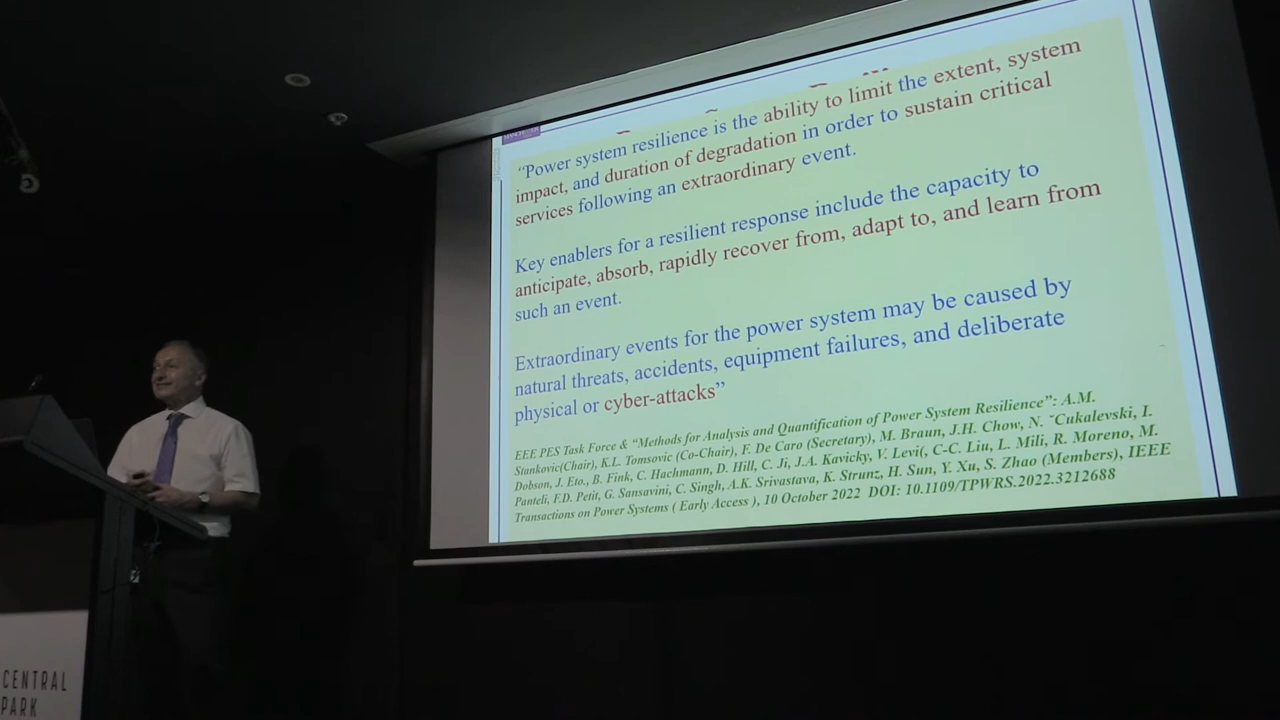 “Power system resilience is the ability to limit the extent, system
impact, and duration of degradation in order to sustain critical
services following an extraordinary event.
Key enablers for a resilient response include the capacity to
anticipate, absorb, rapidly recover from, adapt to, and learn from
such an event.
Extraordinary events for the power system may be caused by
natural threats, accidents, equipment failures, and deliberate
physical or cyber-attacks”
EEE PES Task Force & “Methods for Analysis and Quantification of Power System Resilience”: A.M.
Stankovic(Chair), K.L. Tomsovic (Co-Chair), F. De Caro (Secretary), M. Braun, J.H. Chow, N. ˇCukalevski, I.
Dobson, J. Eto., B. Fink, C. Hachmann, D. Hill, C. Ji, J.A. Kavicky, V. Levi(, C-C. Liu, L. Mili, R. Moreno, M.
Panteli, F.D. Petit, G. Sansavini, C. Singh, A.K. Srivastava, K. Strunz, H. Sun, Y. Xu, S. Zhao (Members), IEEE
Transactions on Power Systems ( Early Access ), 10 October 2022 DOI: 10.1109/TPWRS.2022.3212688
CENTRAL
PARK